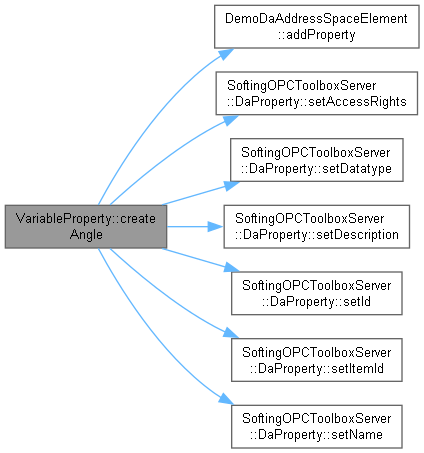 DemoDaAddressSpaceElement
::addProperty
SoftingOPCToolboxServer
::DaProperty::setAccessRights
SoftingOPCToolboxServer
::DaProperty::setDatatype
VariableProperty::create
Angle
SoftingOPCToolboxServer
::DaProperty::setDescription
SoftingOPCToolboxServer
::DaProperty::setId
SoftingOPCToolboxServer
::DaProperty::setItemId
SoftingOPCToolboxServer
::DaProperty::setName